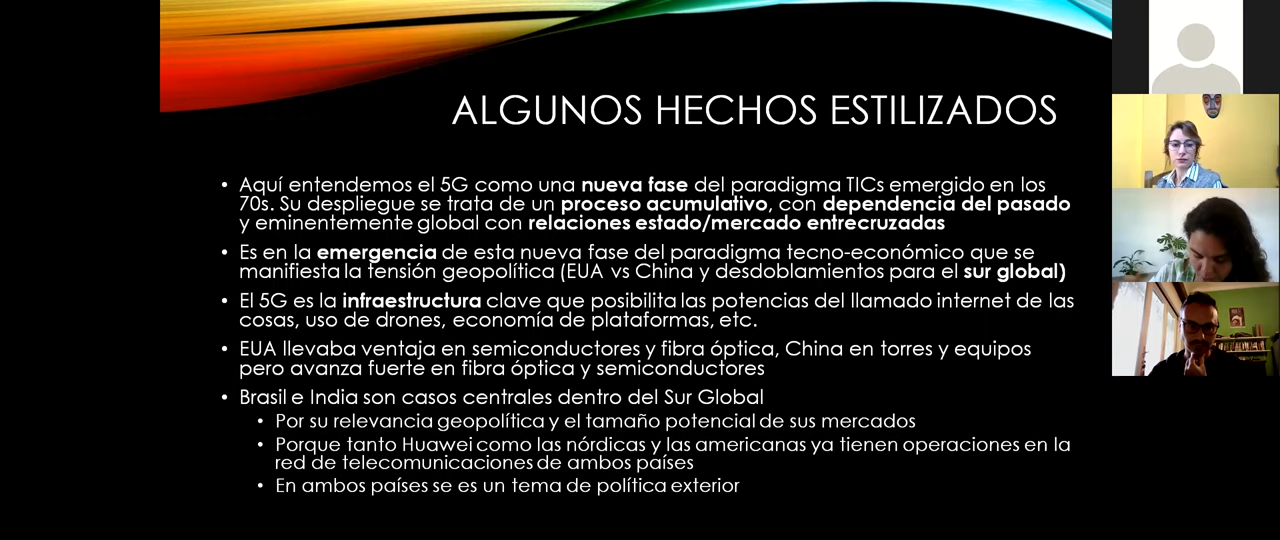 ALGUNOS HECHOS ESTILIZADOS
• Aquí entendemos el 5G como una nueva fase del paradigma TICs emergido en los
70s. Su despliegue se trata de un proceso acumulativo, con dependencia del pasado
y eminentemente global con relaciones estado/mercado entrecruzadas
• Es en la emergencia de esta nueva fase del paradigma tecno-económico que se
manifiesta la tensión geopolítica (EUA vs China y desdoblamientos para el sur global)
• El 5G es la infraestructura clave que posibilita las potencias del llamado internet de las
cosas, uso de drones, economía de plataformas, etc.
• EUA llevaba ventaja en semiconductores y fibra óptica, China en torres y equipos
pero avanza fuerte en fibra óptica y semiconductores
• Brasil e India son casos centrales dentro del Sur Global
• Por su relevancia geopolítica y el tamaño potencial de sus mercados
• Porque tanto Huawei como las nórdicas y las americanas ya tienen operaciones en la
red de telecomunicaciones de ambos países
• En ambos países se es un tema de política exterior